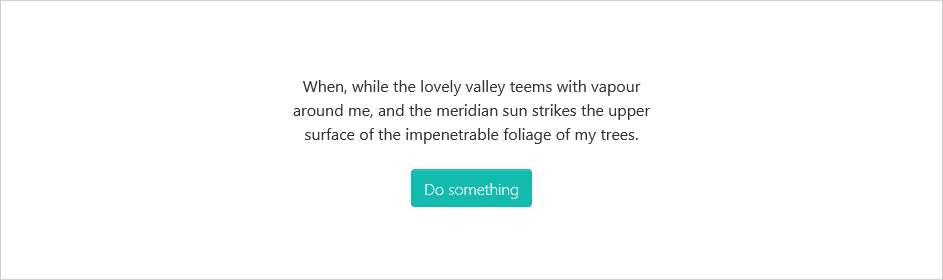 When, while the lovely valley teems with vapour
around me, and the meridian sun strikes the upper
surface of the impenetrable foliage of my trees.
Do something